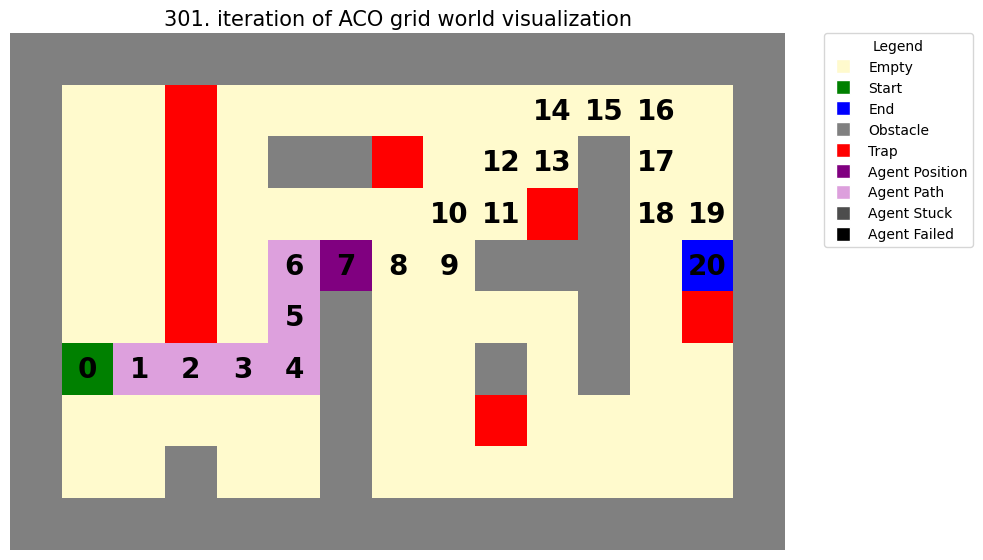 301. iteration of ACO grid world visualization
14 15 16
12 13 17
10 11 18 19
6 7 8 9 20
5
0 1 2 3 4
Legend
Empty
Start
End
Obstacle
Trap
Agent Position
Agent Path
Agent Stuck
Agent Failed